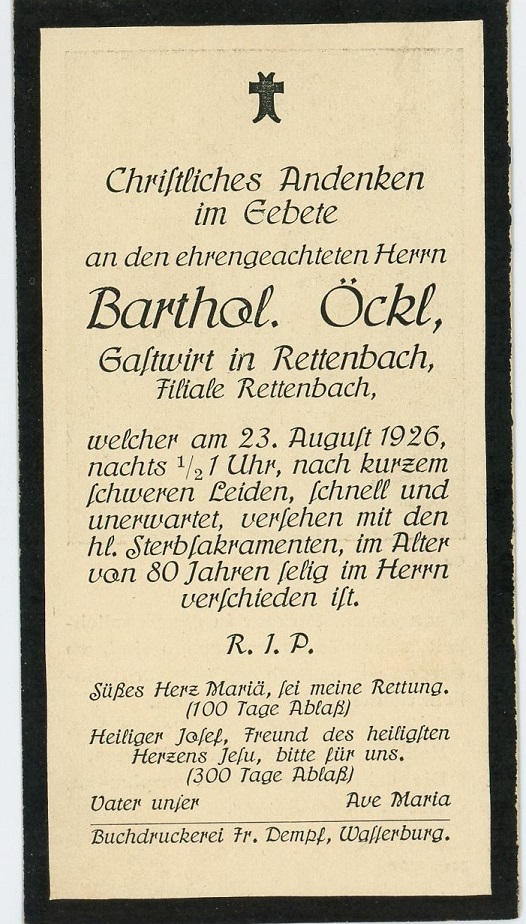 Chriſtliches Andenken
im Gebete
an den ehrengeachteten Herrn
Barthol. Öckl,
Gaſtwirt in Rettenbach,
Filiale Rettenbach,
welcher am 23. Auguſt 1926,
nachts ½1 Uhr, nach kurzem
ſchweren Leiden, ſchnell und
unerwartet, verſehen mit den
hl. Sterbſakramenten, im Alter
von 80 Jahren ſelig im Herrn
verſchieden iſt.
R. I. P.
Süßes Herz Mariä, ſei meine Rettung.
(100 Tage Ablaß)
Heiliger Joſef, Freund des heiligſten
Herzens Jeſu, bitte für uns.
(300 Tage Ablaß)
Vater unſer Ave Maria
Buchdruckerei Fr. Dempf, Waſſerburg.